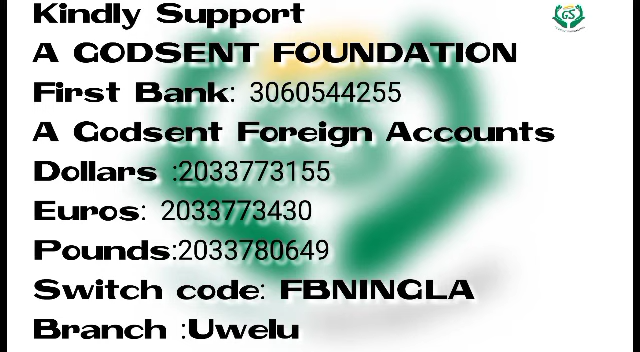 Kindly Support
A GODSENT FOUNDATION
First Bank: 3060544255
A Godsent Foreign Accounts
Dollars :2033773155
Euros: 2033773430
Pounds:2033780649
Switch code: FBNINGLA
Branch :Uwelu
GS